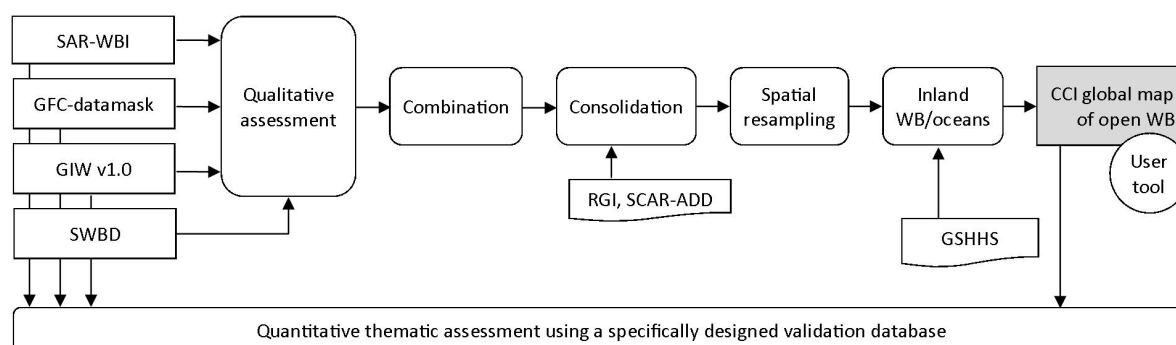 SAR-WBI
GFC-datamask
GIW v1.0
SWBD
Qualitative
assessment
Combination
Consolidation
RGI, SCAR-ADD
Spatial
resampling
Inland
WB/oceans
GSHHS
CCI global map
of open WB
User
tool
Quantitative thematic assessment using a specifically designed validation database